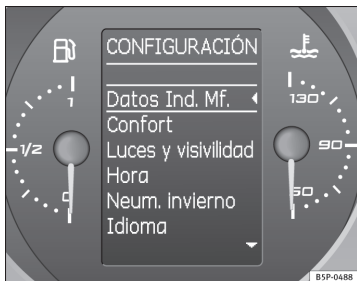 CONFIGURACIÓN
Datos Ind. Mf.
Confort
Luces y visivilidad
Hora
Neum. invierno
Idioma
1
1/2
0
130
90
50
B5P-0488